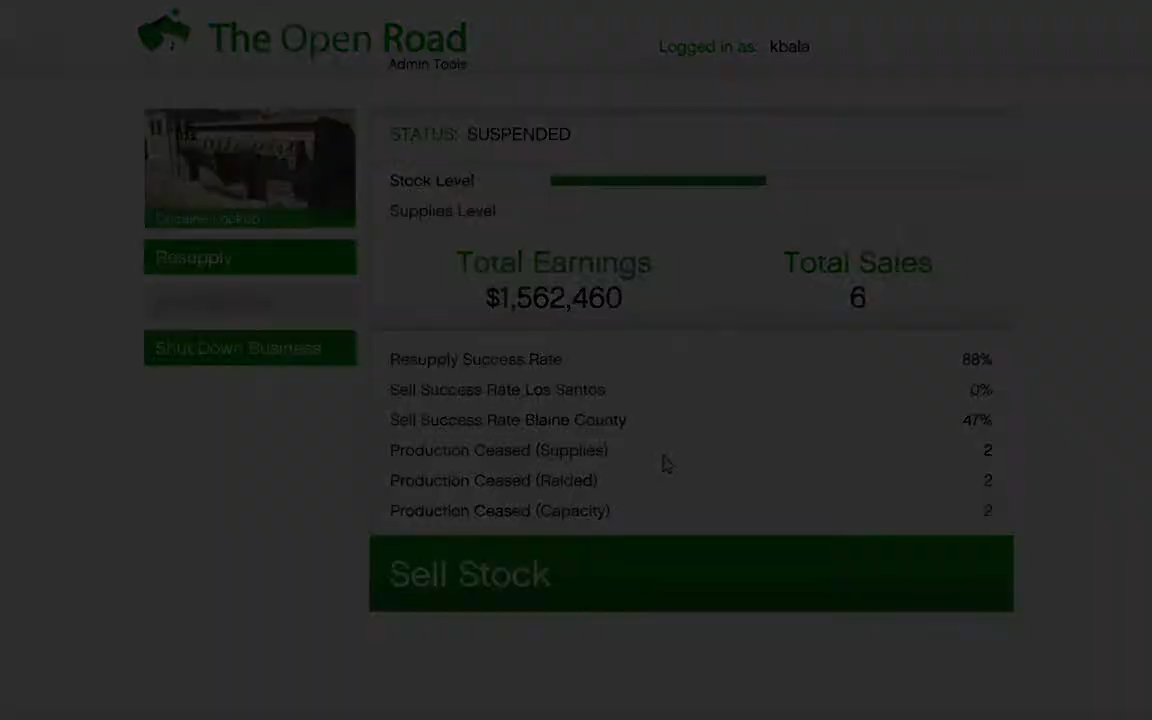 The Open Road
Admin Tools
Logged in as: kbala
Cocaine Lockup
Resupply
Shut Down Business
STATUS: SUSPENDED
Stock Level
Supplies Level
Total Earnings
$1,562,460
Total Sales
6
Resupply Success Rate 88%
Sell Success Rate Los Santos 0%
Sell Success Rate Blaine County 47%
Production Ceased (Supplies) 2
Production Ceased (Raided) 2
Production Ceased (Capacity) 2
Sell Stock